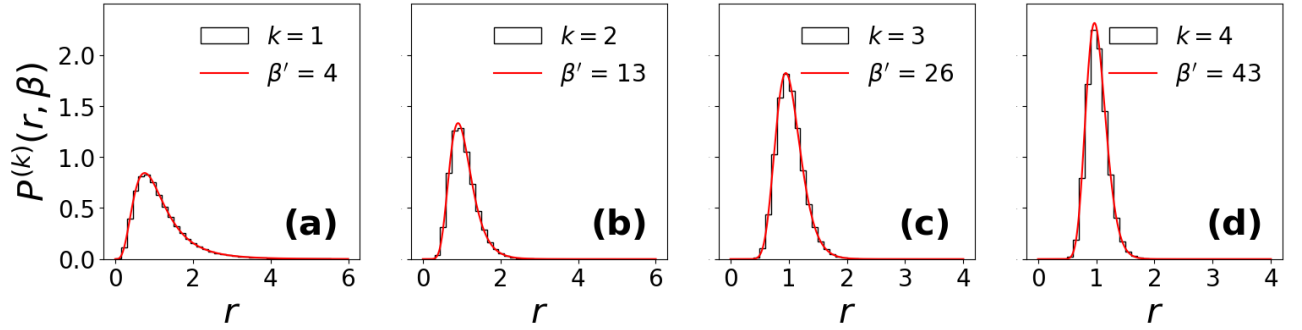 P^{(k)}(r, β)
2.0
1.5
1.0
0.5
0.0
k = 1
β′ = 4
(a)
0 2 4 6
r
k = 2
β′ = 13
(b)
0 2 4 6
r
k = 3
β′ = 26
(c)
0 1 2 3 4
r
k = 4
β′ = 43
(d)
0 1 2 3 4
r